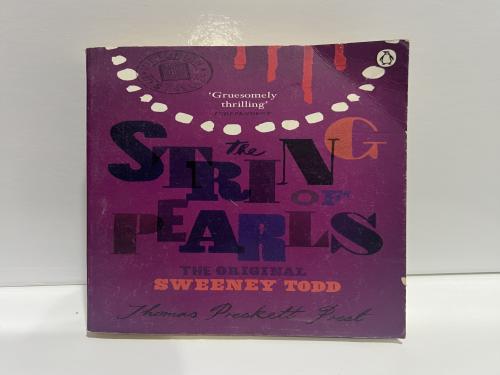 'Gruesomely
thrilling'
the
STRING
OF
PEARLS
THE ORIGINAL
SWEENEY TODD
Thomas Preskett Prest